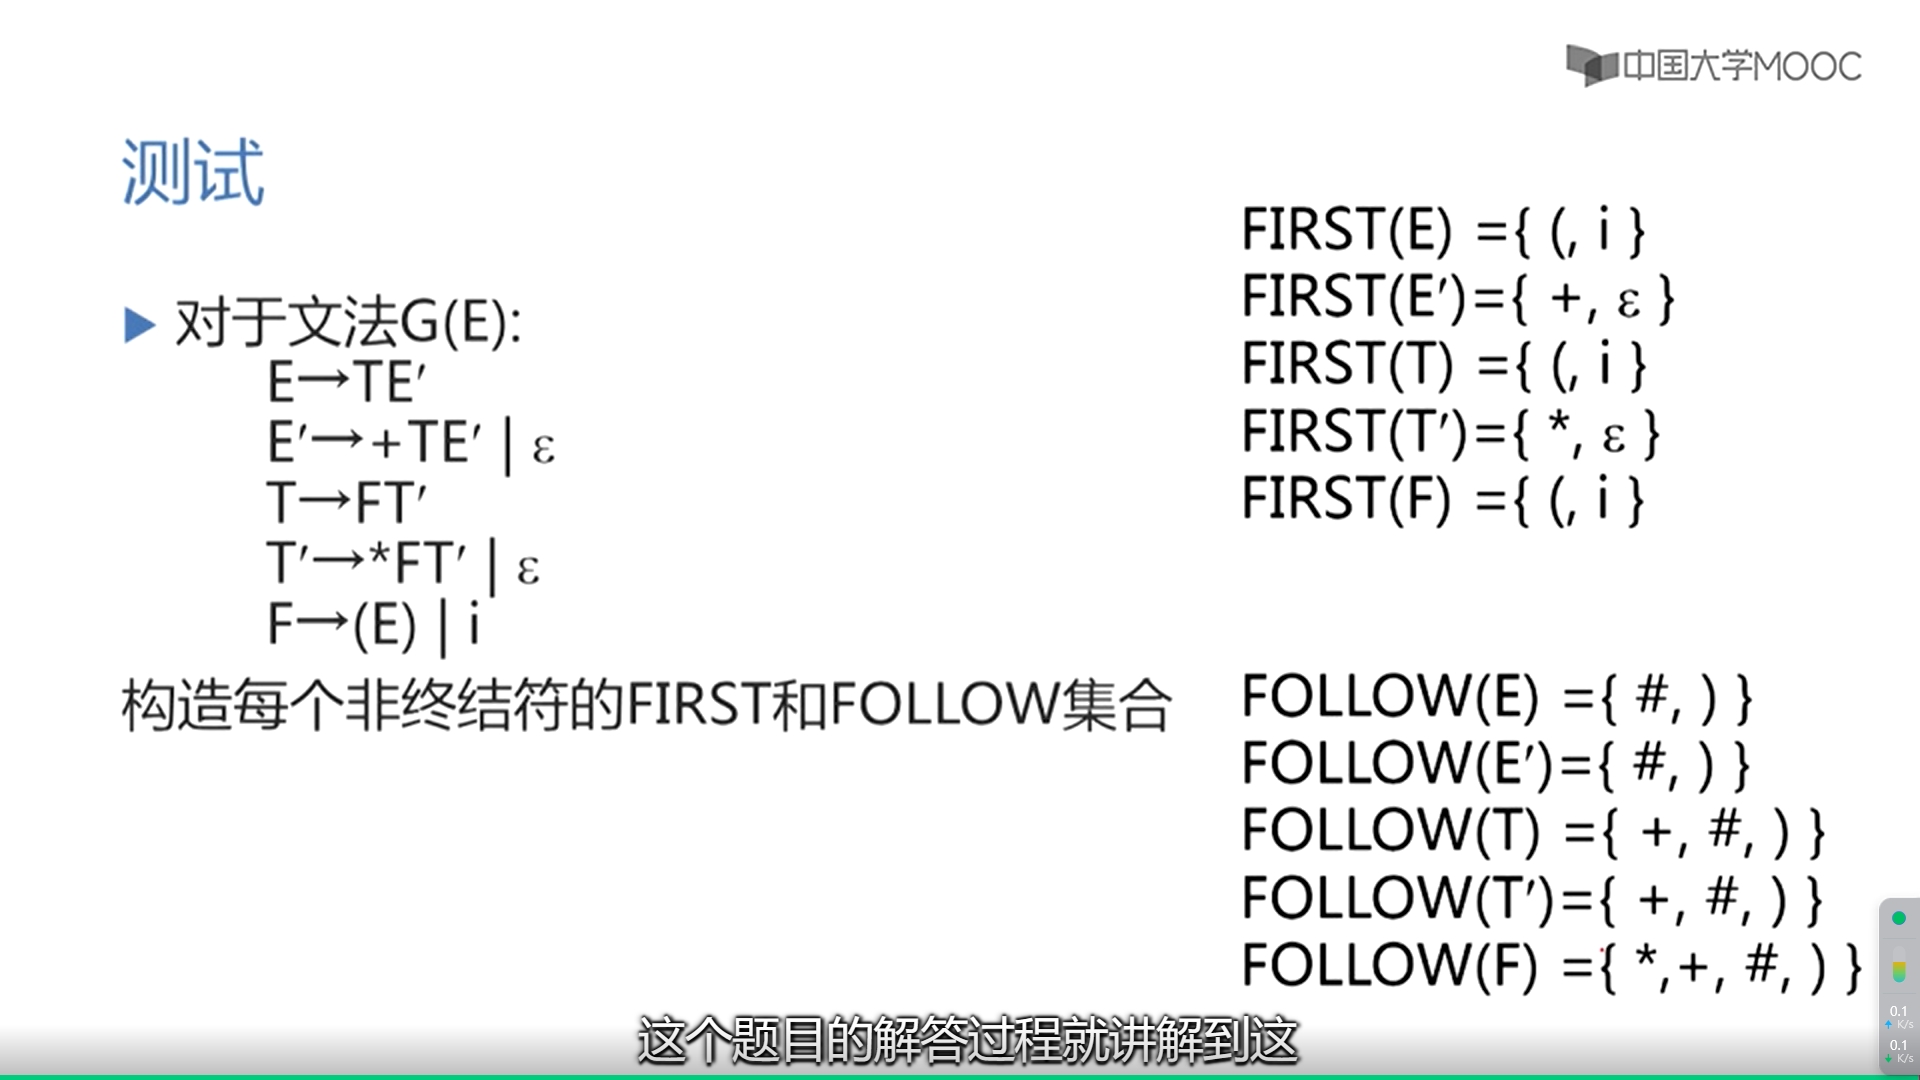 中国大学MOOC
测试
对于文法G(E):
E→TE′
E′→+TE′ | ε
T→FT′
T′→*FT′ | ε
F→(E) | i
构造每个非终结符的FIRST和FOLLOW集合
FIRST(E) ={ (, i }
FIRST(E′)={ +, ε }
FIRST(T) ={ (, i }
FIRST(T′)={ *, ε }
FIRST(F) ={ (, i }
FOLLOW(E) ={ #, ) }
FOLLOW(E′)={ #, ) }
FOLLOW(T) ={ +, #, ) }
FOLLOW(T′)={ +, #, ) }
FOLLOW(F) ={ *,+, #, ) }
这个题目的解答过程就讲解到这
0.1
K/s
0.1
K/s